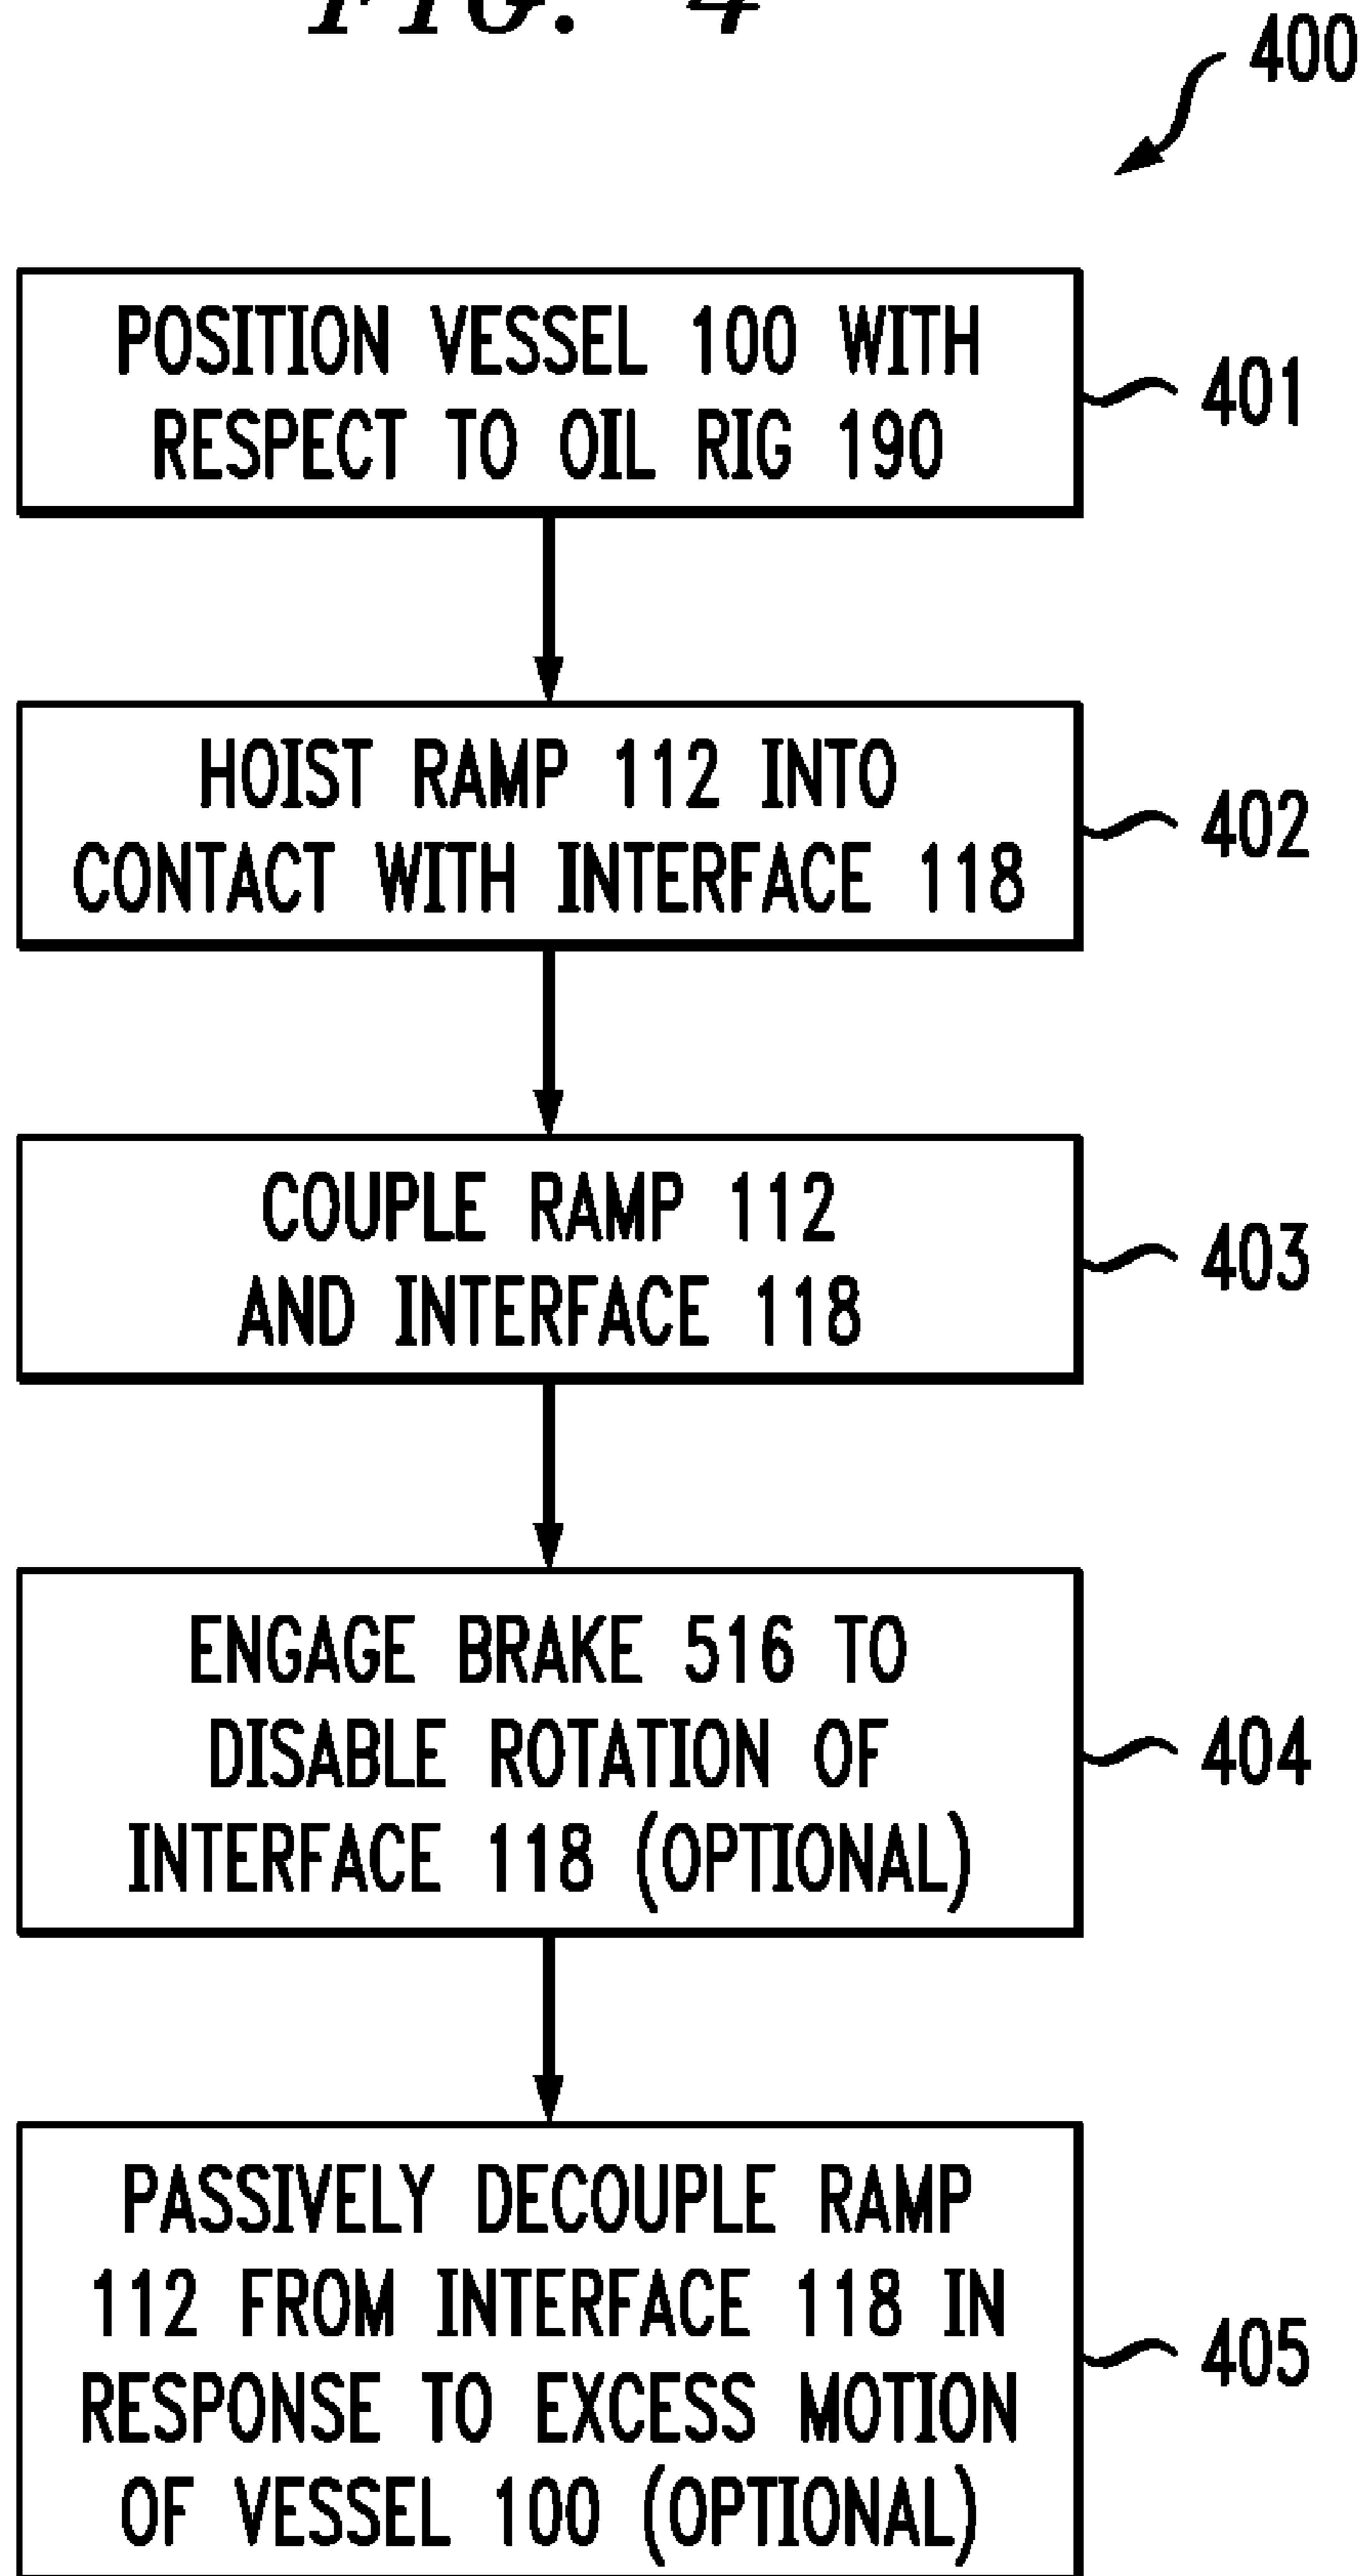 FIG. 4
400
POSITION VESSEL 100 WITH
RESPECT TO OIL RIG 190
401
HOIST RAMP 112 INTO
CONTACT WITH INTERFACE 118
402
COUPLE RAMP 112
AND INTERFACE 118
403
ENGAGE BRAKE 516 TO
DISABLE ROTATION OF
INTERFACE 118 (OPTIONAL)
404
PASSIVELY DECOUPLE RAMP
112 FROM INTERFACE 118 IN
RESPONSE TO EXCESS MOTION
OF VESSEL 100 (OPTIONAL)
405